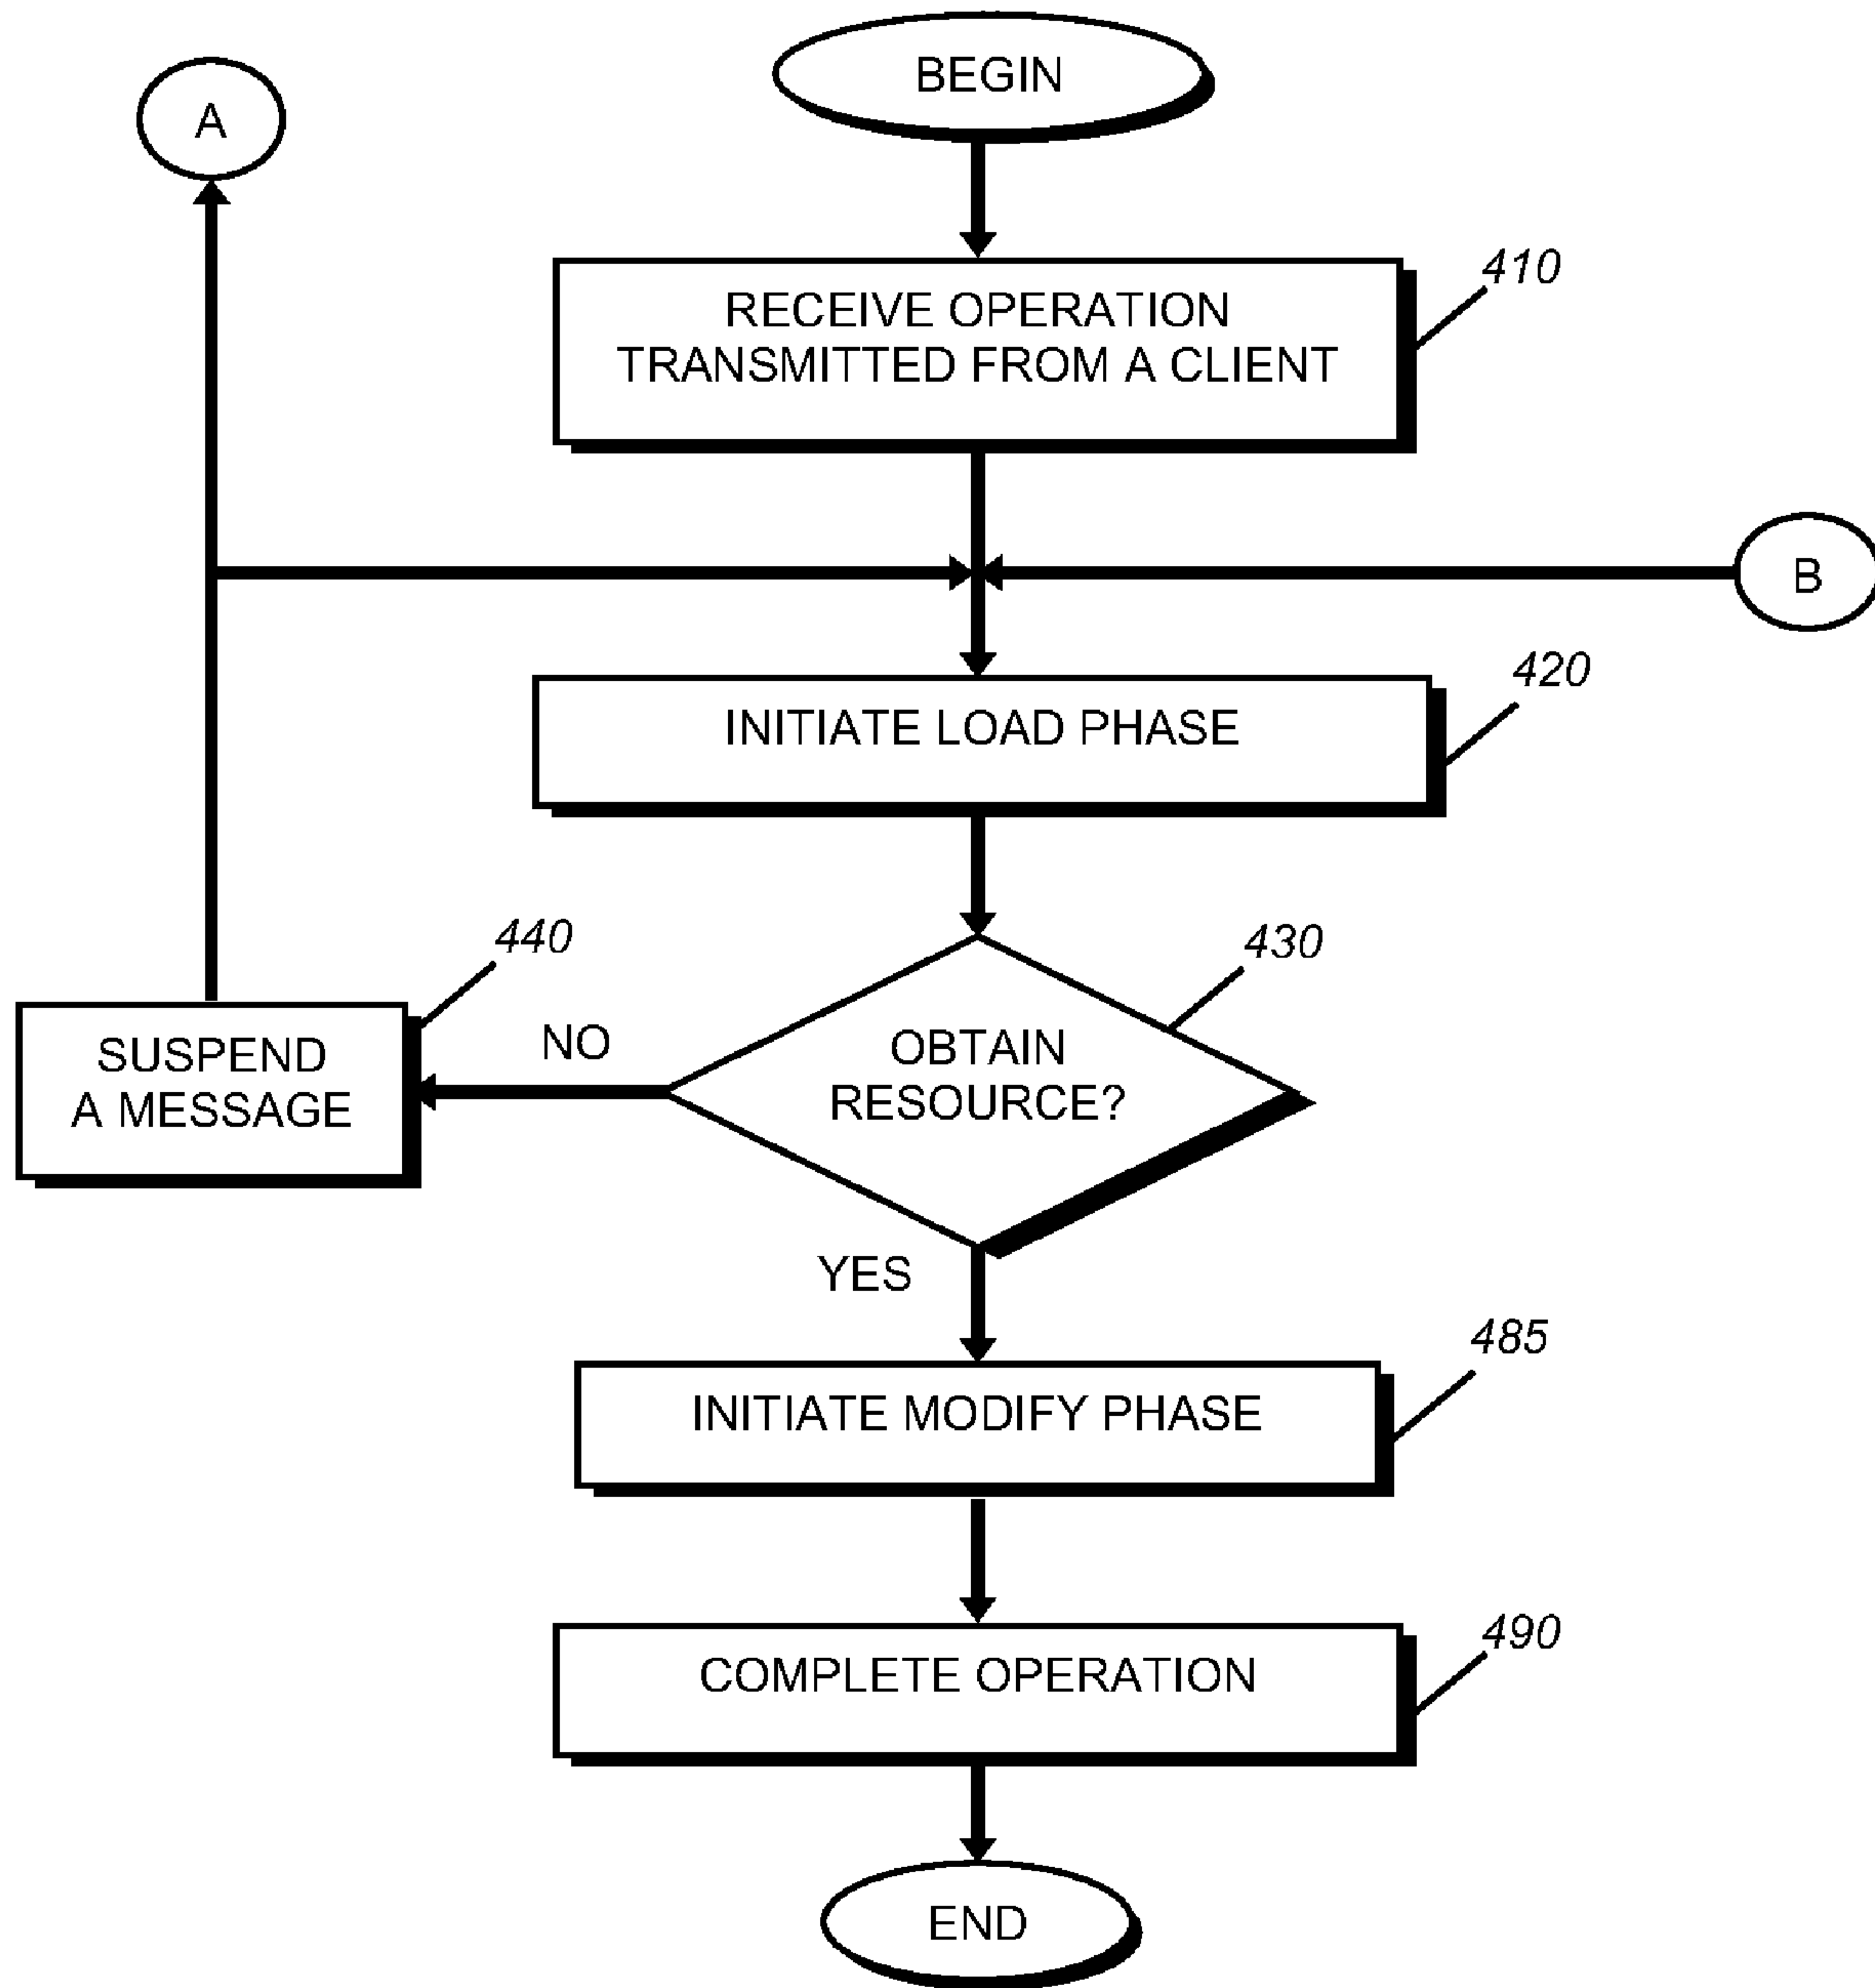 BEGIN
A
410
RECEIVE OPERATION
TRANSMITTED FROM A CLIENT
B
420
INITIATE LOAD PHASE
440
430
SUSPEND
A MESSAGE
NO
OBTAIN
RESOURCE?
YES
485
INITIATE MODIFY PHASE
490
COMPLETE OPERATION
END